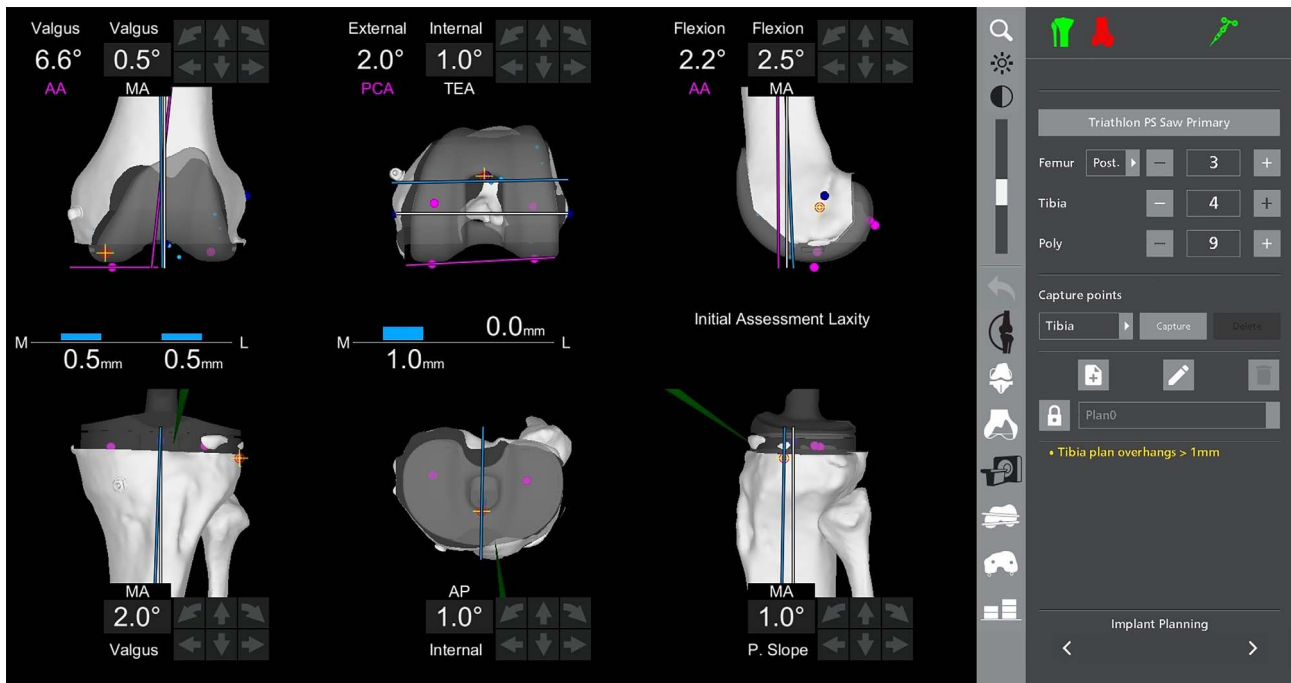 Valgus Valgus
6.6° 0.5°
AA MA
External Internal
2.0° 1.0°
PCA TEA
Flexion Flexion
2.2° 2.5°
AA MA
M L
0.5mm 0.5mm
M 0.0mm L
1.0mm
Initial Assessment Laxity
MA
2.0°
Valgus
AP
1.0°
Internal
MA
1.0°
P. Slope
Triathlon PS Saw Primary
Femur Post. − 3 +
Tibia − 4 +
Poly − 9 +
Capture points
Tibia Capture Delete
Plan0
• Tibia plan overhangs > 1mm
Implant Planning
< >